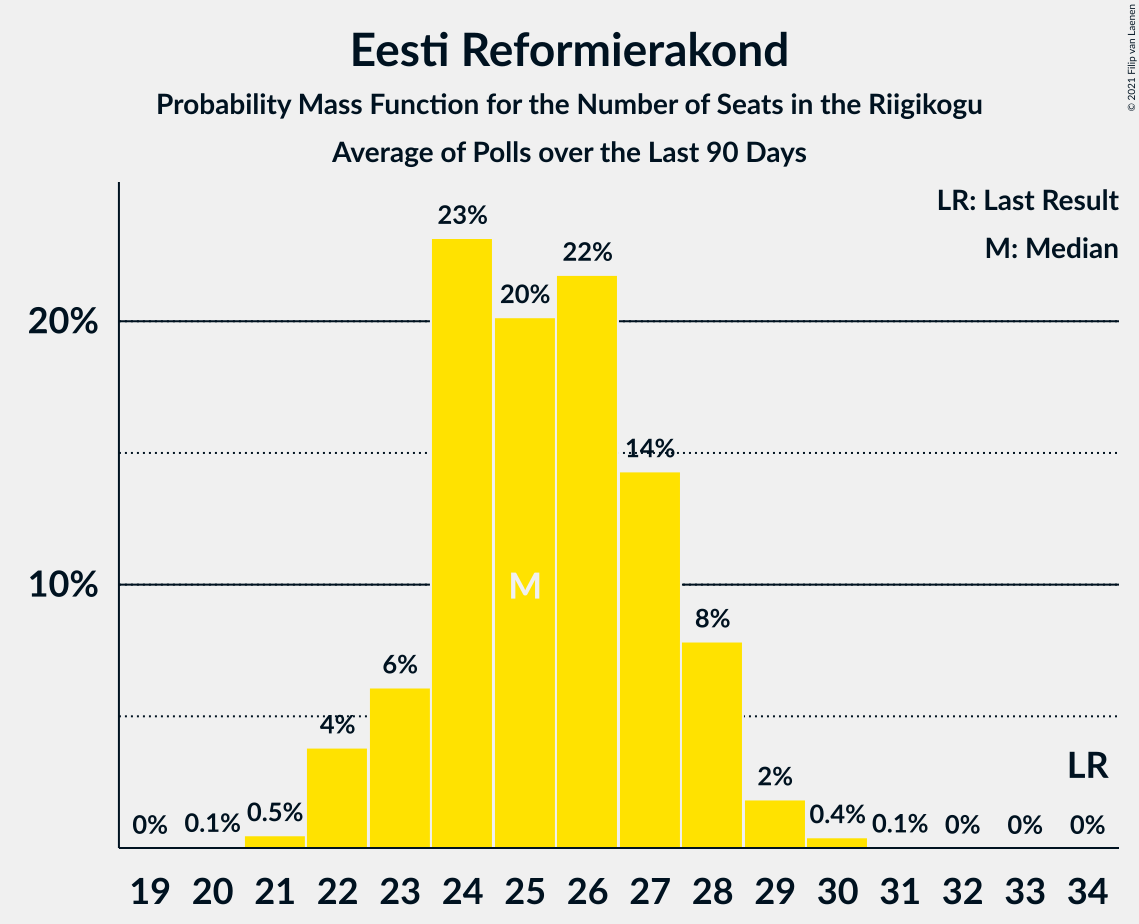 Eesti Reformierakond
Probability Mass Function for the Number of Seats in the Riigikogu
Average of Polls over the Last 90 Days
© 2021 Filip van Laenen
LR: Last Result
M: Median
20%
10%
0% 0.1% 0.5% 4% 6% 23% 20% 22% 14% 8% 2% 0.4% 0.1% 0% 0% 0%
M
LR
19 20 21 22 23 24 25 26 27 28 29 30 31 32 33 34